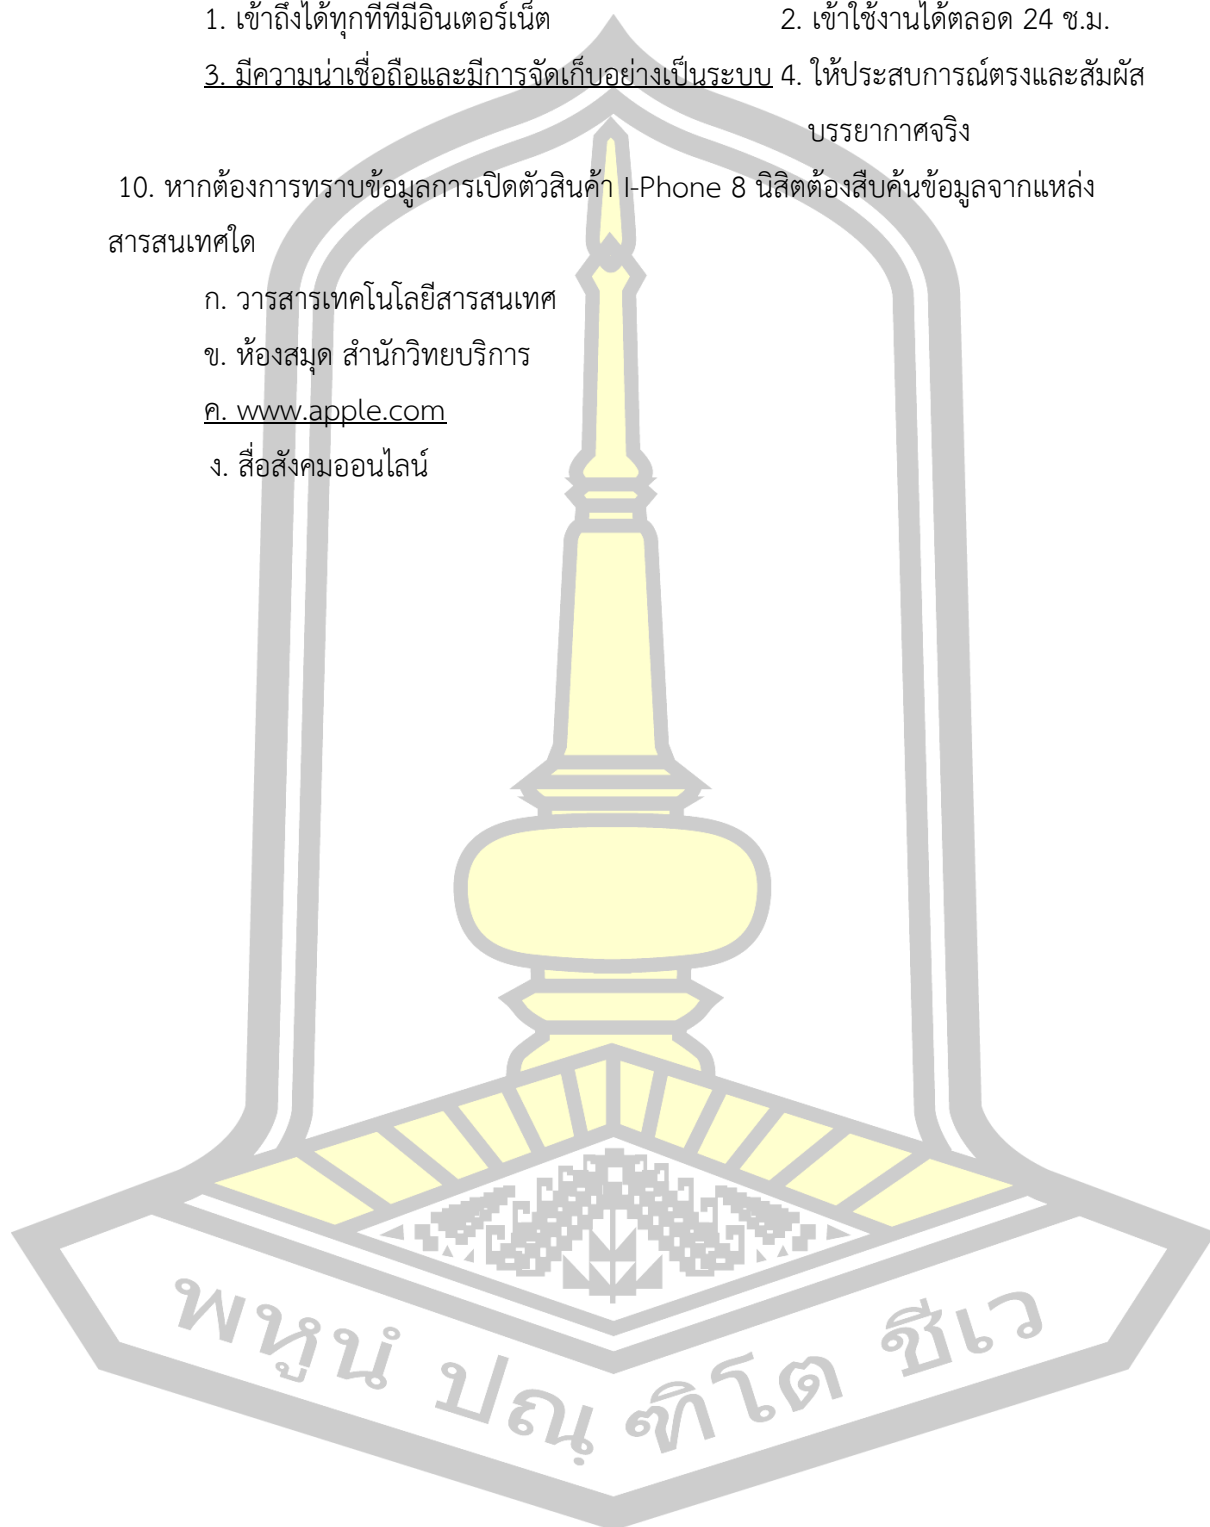 1. เข้าถึงได้ทุกทีที่มีอินเตอร์เน็ต 2. เข้าใช้งานได้ตลอด 24 ช.ม.
3. มีความน่าเชื่อถือและมีการจัดเก็บอย่างเป็นระบบ 4. ให้ประสบการณ์ตรงและสัมผัส
บรรยากาศจริง
10. หากต้องการทราบข้อมูลการเปิดตัวสินค้า I-Phone 8 นิสิตต้องสืบค้นข้อมูลจากแหล่ง
สารสนเทศใด
ก. วารสารเทคโนโลยีสารสนเทศ
ข. ห้องสมุด สำนักวิทยบริการ
ค. www.apple.com
ง. สื่อสังคมออนไลน์
พหูนํ ปณฺฑิโต ชีเว